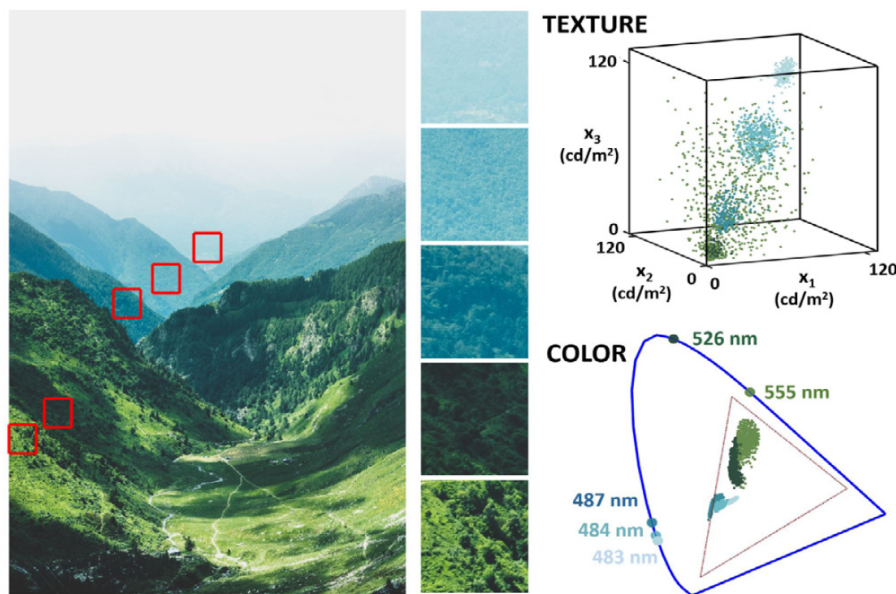 TEXTURE
120
x3
(cd/m²)
0
120
x2
(cd/m²)
0
0
x1
(cd/m²)
120
COLOR
526 nm
555 nm
487 nm
484 nm
483 nm